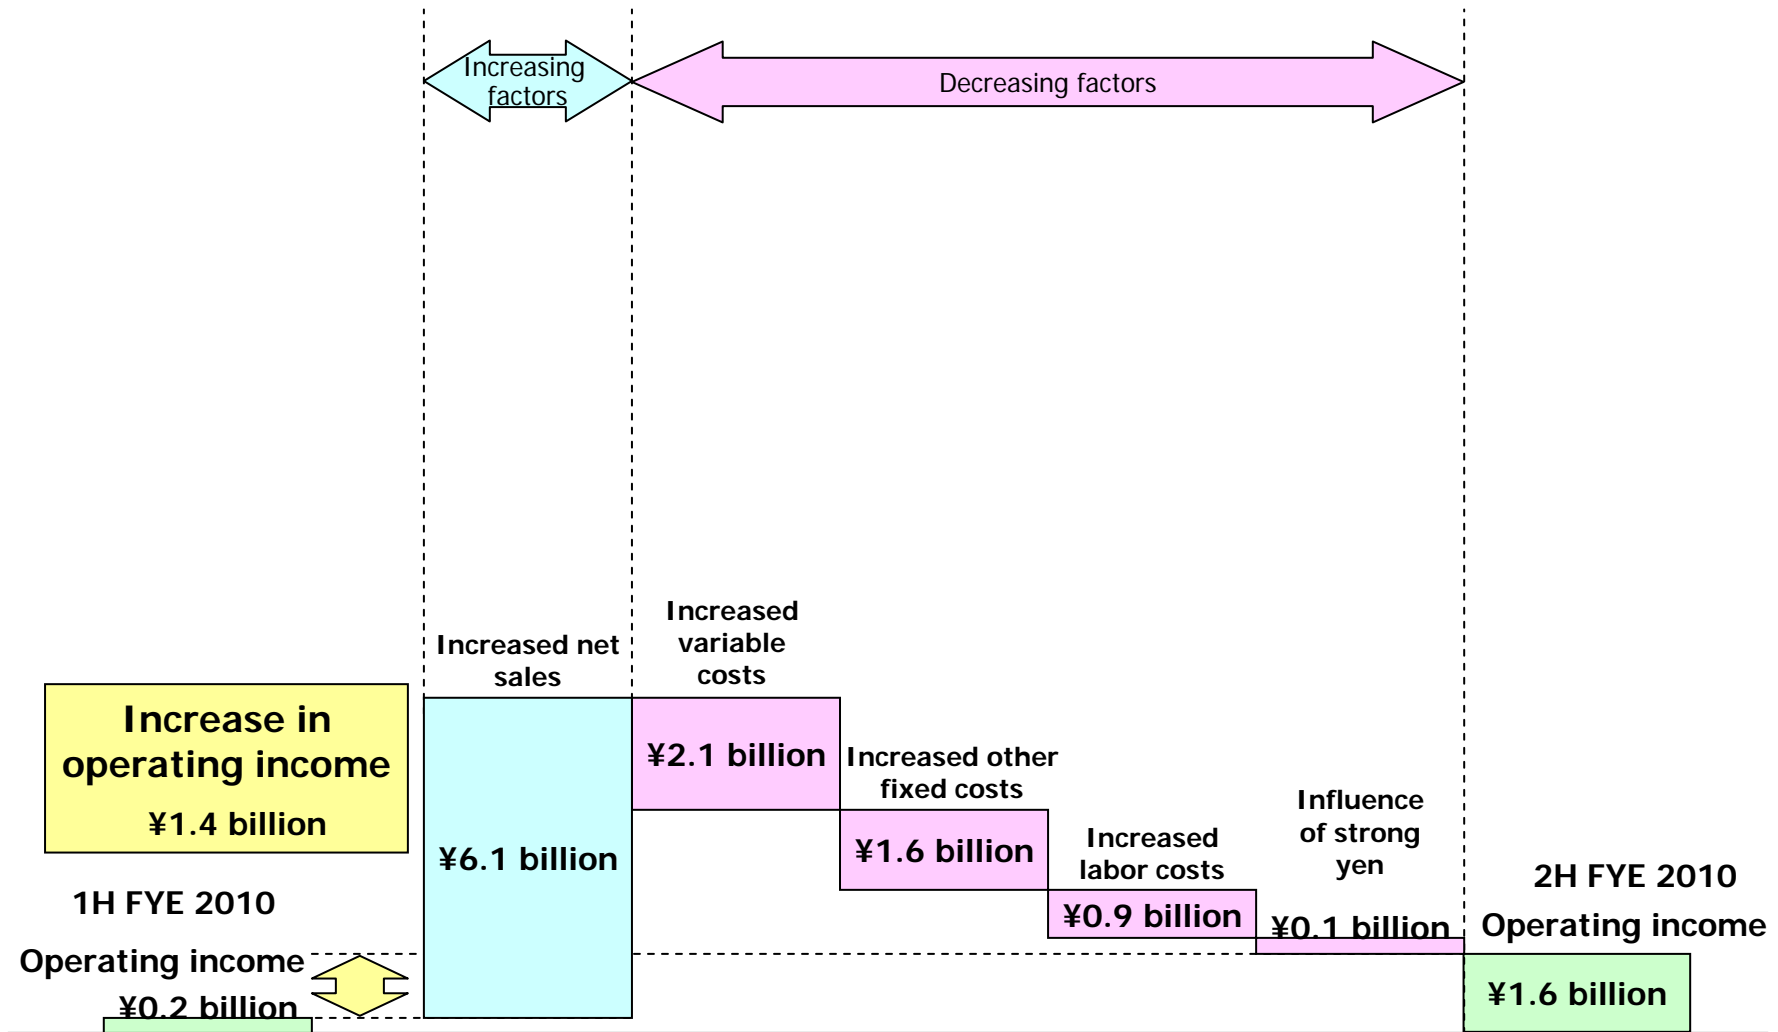 Increasing
factors
Decreasing factors
Increased net
sales
Increased
variable
costs
Increase in
operating income
¥1.4 billion
¥6.1 billion
¥2.1 billion
Increased other
fixed costs
¥1.6 billion
Increased
labor costs
¥0.9 billion
Influence
of strong
yen
¥0.1 billion
1H FYE 2010
Operating income
¥0.2 billion
2H FYE 2010
Operating income
¥1.6 billion